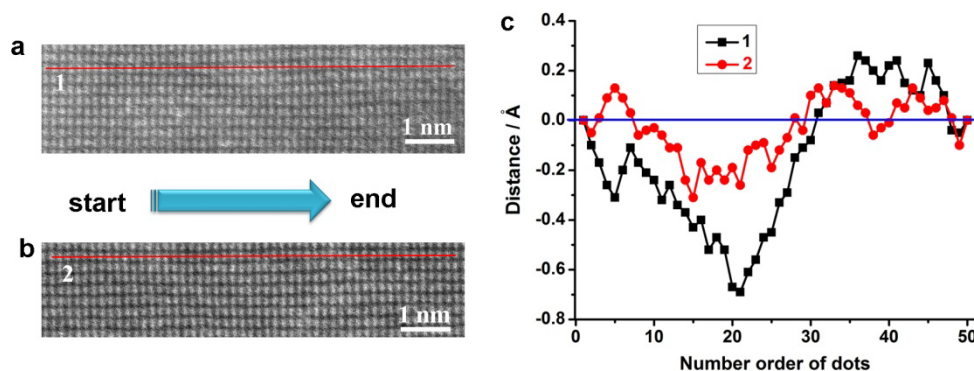 a
1
1 nm
start
end
b
2
1 nm
c
1
2
Distance / Å
0.4
0.2
0.0
-0.2
-0.4
-0.6
-0.8
0 10 20 30 40 50
Number order of dots